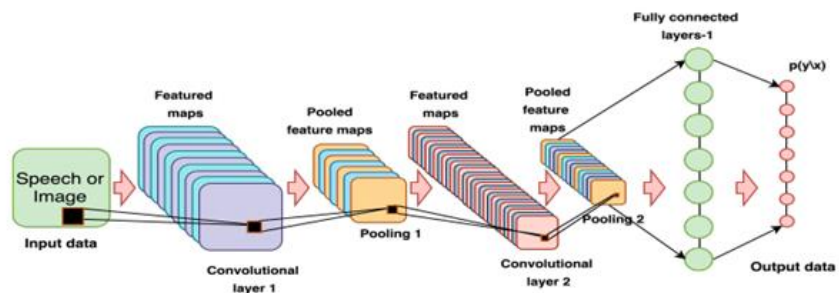 Fully connected
layers-1
p(y\x)
Featured
maps
Pooled
feature maps
Featured
maps
Pooled
feature
maps
Speech or
Image
Input data
Convolutional
layer 1
Pooling 1
Convolutional
layer 2
Pooling 2
Output data